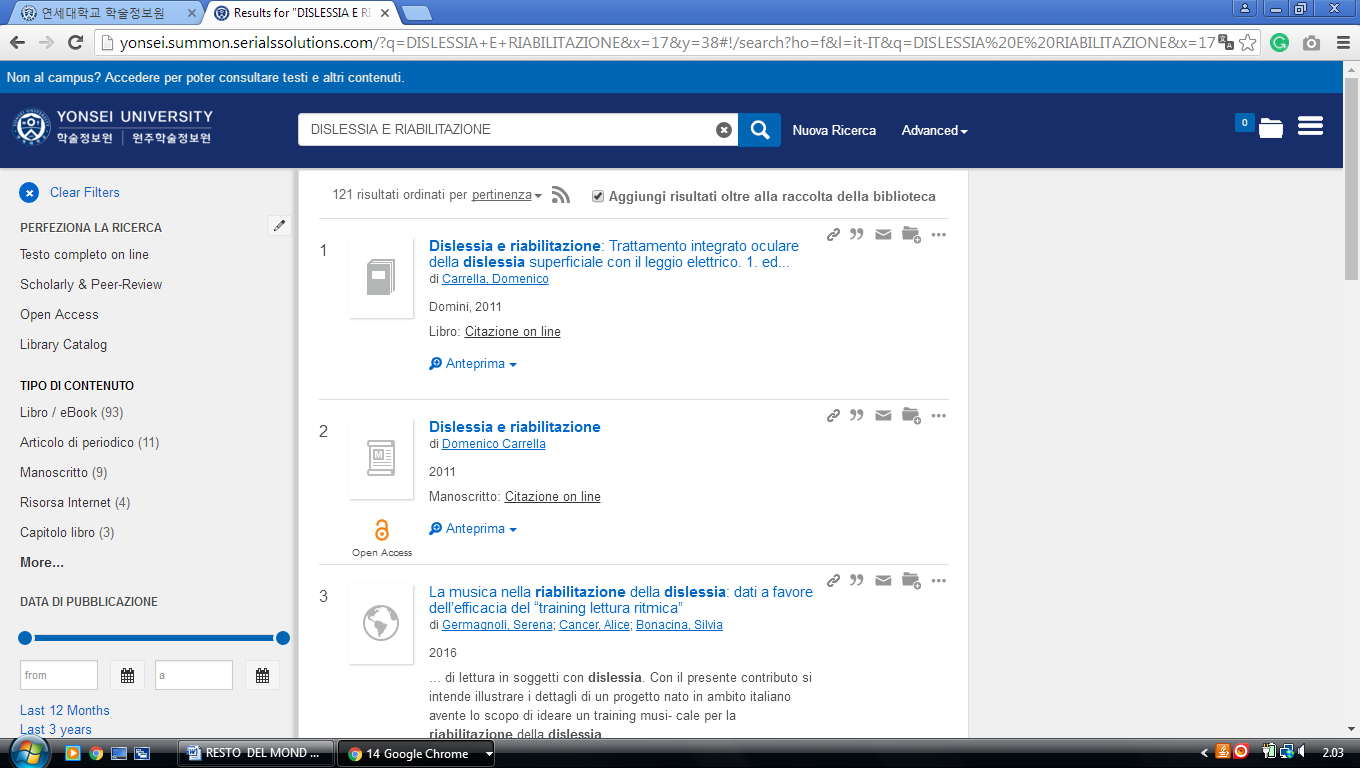 연세대학교 학술정보원
Results for "DISLESSIA E RI
yonsei.summon.serialssolutions.com/?q=DISLESSIA+E+RIABILITAZIONE&x=17&y=38#!/search?ho=f&l=it-IT&q=DISLESSIA%20E%20RIABILITAZIONE&x=17
Non al campus? Accedere per poter consultare testi e altri contenuti.
YONSEI UNIVERSITY
학술정보원 | 원주학술정보원
DISLESSIA E RIABILITAZIONE
Nuova Ricerca
Advanced
0
Clear Filters
PERFEZIONA LA RICERCA
Testo completo on line
Scholarly & Peer-Review
Open Access
Library Catalog
TIPO DI CONTENUTO
Libro / eBook (93)
Articolo di periodico (11)
Manoscritto (9)
Risorsa Internet (4)
Capitolo libro (3)
More...
DATA DI PUBBLICAZIONE
from
a
Last 12 Months
Last 3 years
121 risultati ordinati per pertinenza
Aggiungi risultati oltre alla raccolta della biblioteca
1
Dislessia e riabilitazione: Trattamento integrato oculare
della dislessia superficiale con il leggio elettrico. 1. ed...
di Carrella, Domenico
Domini, 2011
Libro: Citazione on line
Anteprima
2
Dislessia e riabilitazione
di Domenico Carrella
2011
Manoscritto: Citazione on line
M
Anteprima
Open Access
3
La musica nella riabilitazione della dislessia: dati a favore
dell'efficacia del “training lettura ritmica”
di Germagnoli, Serena; Cancer, Alice; Bonacina, Silvia
2016
... di lettura in soggetti con dislessia. Con il presente contributo si
intende illustrare i dettagli di un progetto nato in ambito italiano
avente lo scopo di ideare un training musi- cale per la
riabilitazione della dislessia
RESTO DEL MOND ...
14 Google Chrome
2.03